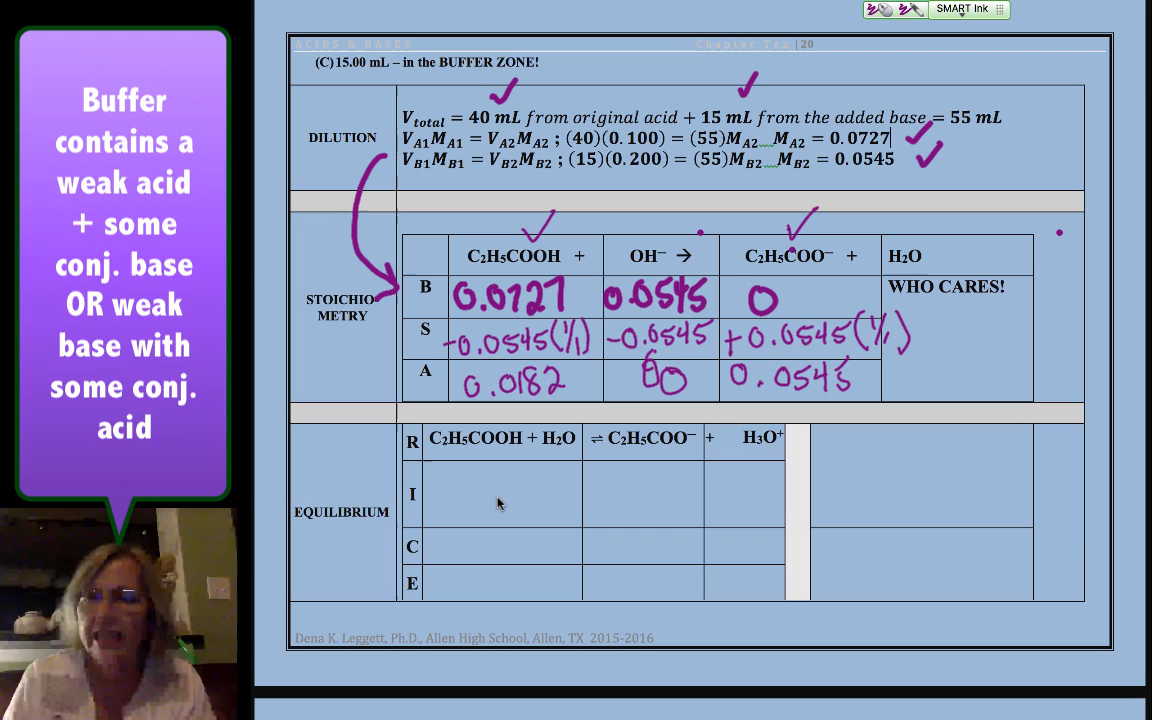 SMART Ink
ACIDS & BASES Chapter Ten | 20
(C) 15.00 mL – in the BUFFER ZONE!
Buffer
contains a
weak acid
+ some
conj. base
OR weak
base with
some conj.
acid
DILUTION
V_total = 40 mL from original acid + 15 mL from the added base = 55 mL
V_A1M_A1 = V_A2M_A2 ; (40)(0.100) = (55)M_A2 M_A2 = 0.0727
V_B1M_B1 = V_B2M_B2 ; (15)(0.200) = (55)M_B2 M_B2 = 0.0545
STOICHIO-
METRY
C₂H₅COOH + OH⁻ → C₂H₅COO⁻ + H₂O
B 0.0727 0.0545 0 WHO CARES!
S -0.0545(1/1) -0.0545 +0.0545(1/1)
A 0.0182 0 0.0545
EQUILIBRIUM
R C₂H₅COOH + H₂O ⇌ C₂H₅COO⁻ + H₃O⁺
I
C
E
Dena K. Leggett, Ph.D., Allen High School, Allen, TX 2015-2016